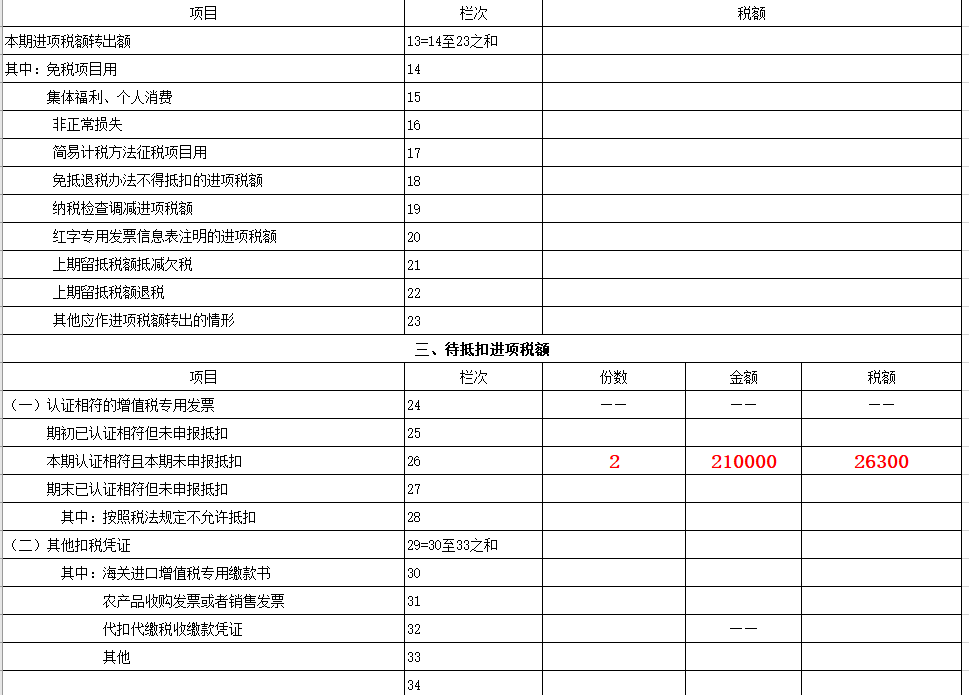 项目 栏次 税额
本期进项税额转出额 13=14至23之和
其中：免税项目用 14
集体福利、个人消费 15
非正常损失 16
简易计税方法征税项目用 17
免抵退税办法不得抵扣的进项税额 18
纳税检查调减进项税额 19
红字专用发票信息表注明的进项税额 20
上期留抵税额抵减欠税 21
上期留抵税额退税 22
其他应作进项税额转出的情形 23
三、待抵扣进项税额
项目 栏次 份数 金额 税额
（一）认证相符的增值税专用发票 24 —— —— ——
期初已认证相符但未申报抵扣 25
本期认证相符且本期未申报抵扣 26 2 210000 26300
期末已认证相符但未申报抵扣 27
其中：按照税法规定不允许抵扣 28
（二）其他扣税凭证 29=30至33之和
其中：海关进口增值税专用缴款书 30
农产品收购发票或者销售发票 31
代扣代缴税收缴款凭证 32 ——
其他 33
34